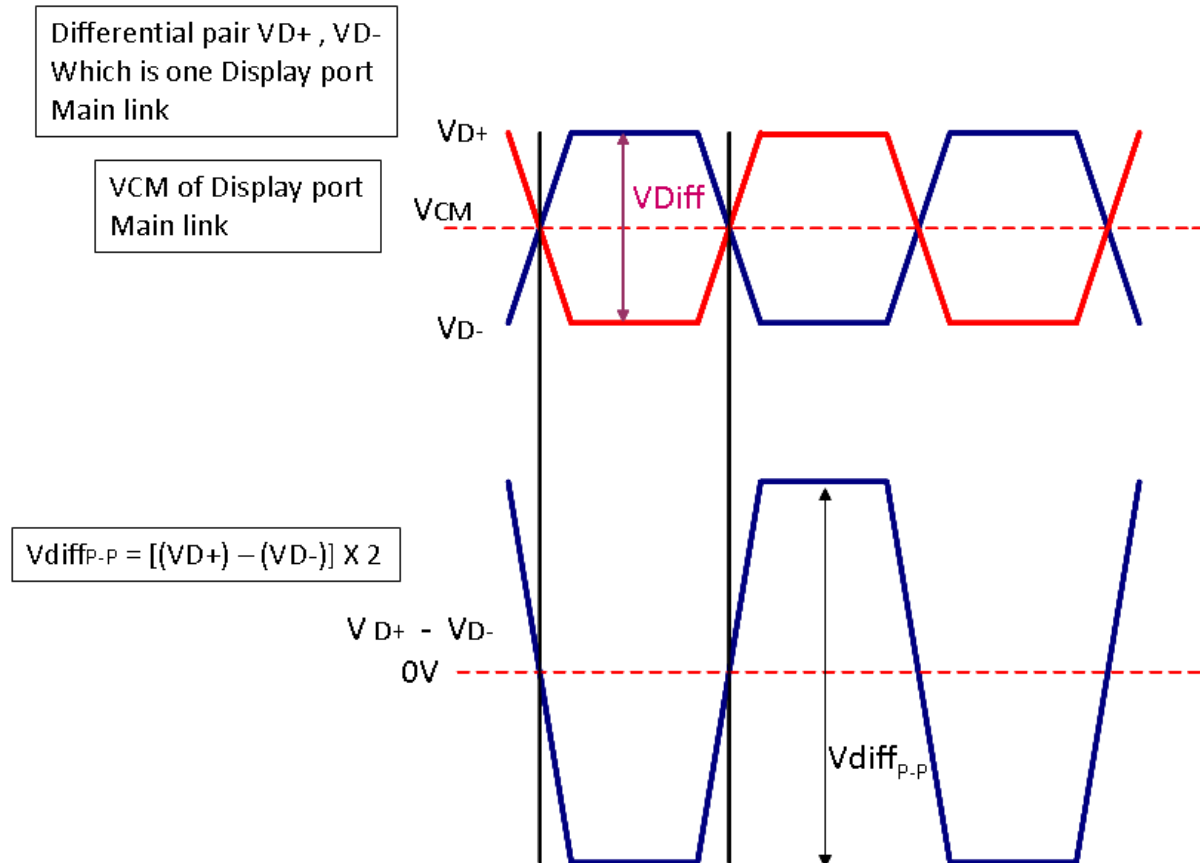 Differential pair VD+ , VD-
Which is one Display port
Main link
VCM of Display port
Main link
VD+
VDiff
VCM
VD-
VdiffP-P = [(VD+) – (VD-)] X 2
V D+ - VD-
0V
VdiffP-P